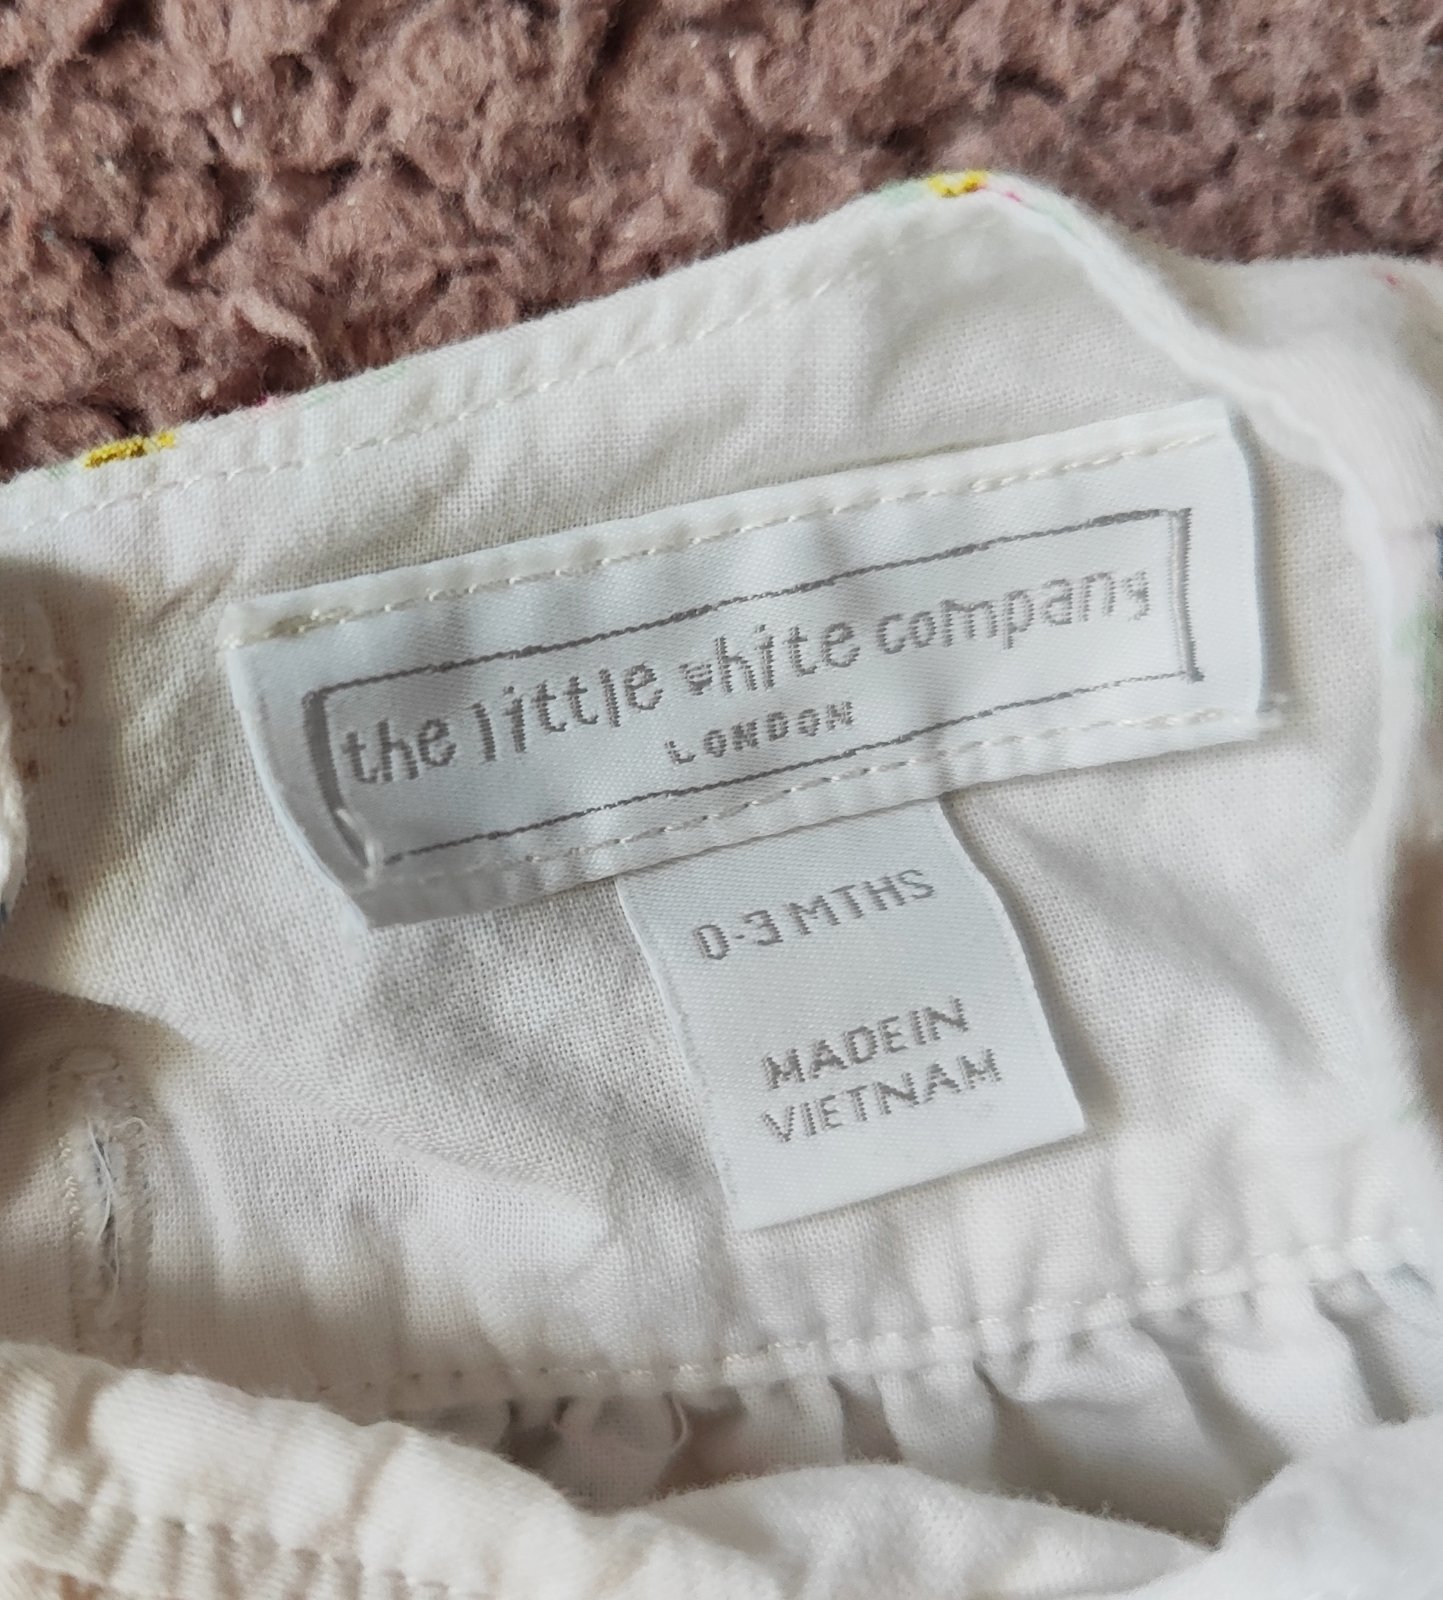 the little white company
LONDON
0-3 MTHS
MADE IN
VIETNAM